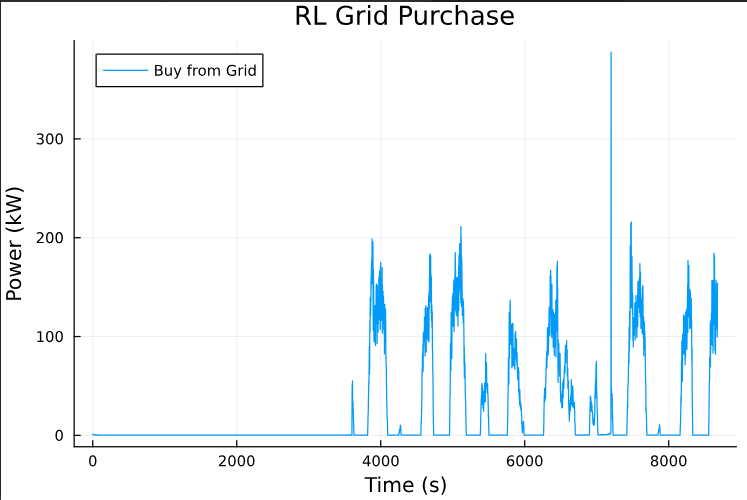 RL Grid Purchase
Buy from Grid
Power (kW)
300
200
100
0
0 2000 4000 6000 8000
Time (s)